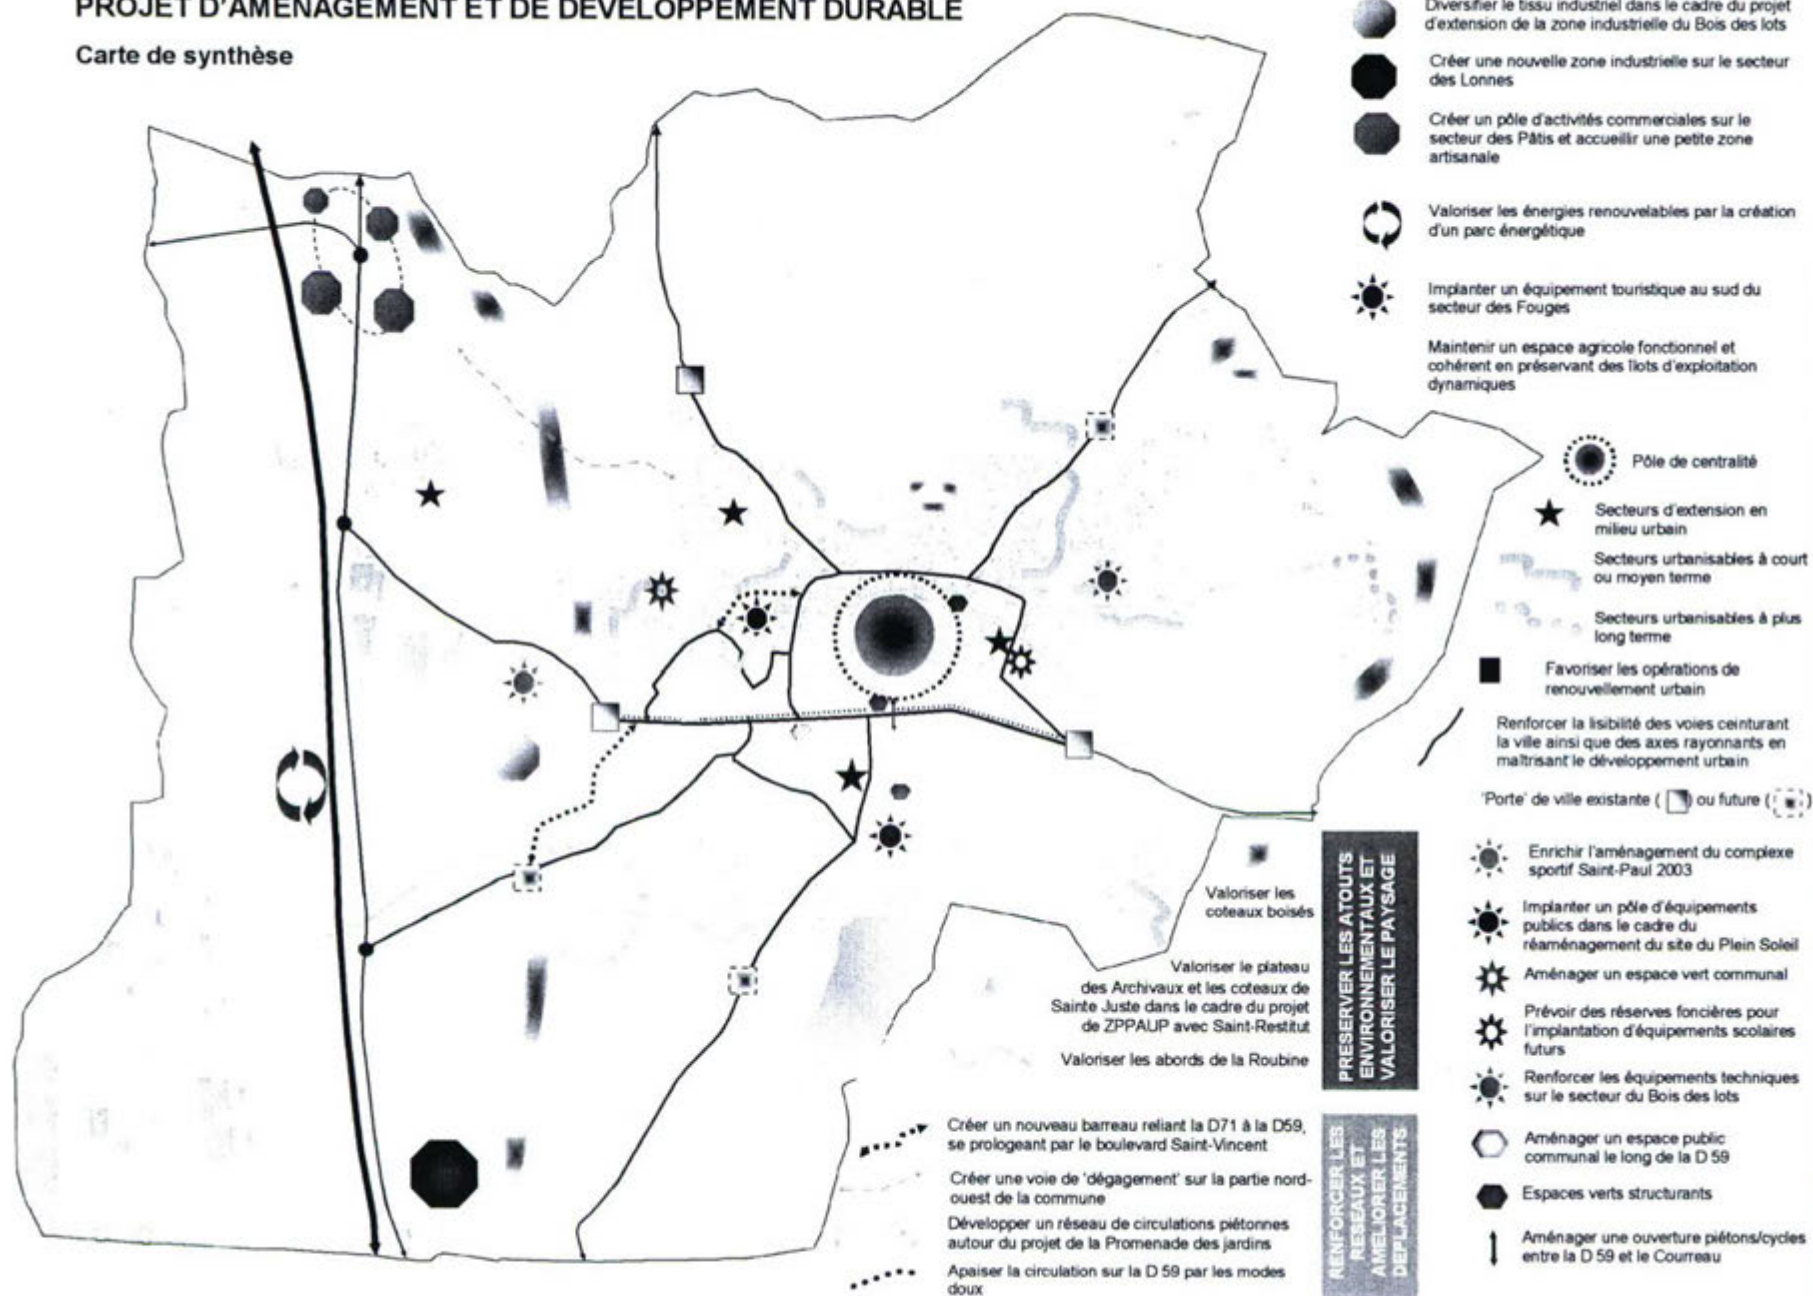 PROJET D'AMENAGEMENT ET DE DEVELOPPEMENT DURABLE
Carte de synthèse
Diversifier le tissu industriel dans le cadre du projet
d'extension de la zone industrielle du Bois des lots
Créer une nouvelle zone industrielle sur le secteur
des Lonnes
Créer un pôle d'activités commerciales sur le
secteur des Pâtis et accueillir une petite zone
artisanale
Valoriser les énergies renouvelables par la création
d'un parc énergétique
Implanter un équipement touristique au sud du
secteur des Fouges
Maintenir un espace agricole fonctionnel et
cohérent en préservant des îlots d'exploitation
dynamiques
Pôle de centralité
Secteurs d'extension en
milieu urbain
Secteurs urbanisables à court
ou moyen terme
Secteurs urbanisables à plus
long terme
Favoriser les opérations de
renouvellement urbain
Renforcer la lisibilité des voies ceinturant
la ville ainsi que des axes rayonnants en
maîtrisant le développement urbain
'Porte' de ville existante ( ) ou future ( )
Enrichir l'aménagement du complexe
sportif Saint-Paul 2003
Implanter un pôle d'équipements
publics dans le cadre du
réaménagement du site du Plein Soleil
Aménager un espace vert communal
Prévoir des réserves foncières pour
l'implantation d'équipements scolaires
futurs
Renforcer les équipements techniques
sur le secteur du Bois des lots
Aménager un espace public
communal le long de la D 59
Espaces verts structurants
Aménager une ouverture piétons/cycles
entre la D 59 et le Courreau
PRESERVER LES ATOUTS
ENVIRONNEMENTAUX ET
VALORISER LE PAYSAGE
Valoriser les
coteaux boisés
Valoriser le plateau
des Archivaux et les coteaux de
Sainte Juste dans le cadre du projet
de ZPPAUP avec Saint-Restitut
Valoriser les abords de la Roubine
RENFORCER LES
RESEAUX ET
AMELIORER LES
DEPLACEMENTS
Créer un nouveau barreau reliant la D71 à la D59,
se prologeant par le boulevard Saint-Vincent
Créer une voie de 'dégagement' sur la partie nord-
ouest de la commune
Développer un réseau de circulations piétonnes
autour du projet de la Promenade des jardins
Apaiser la circulation sur la D 59 par les modes
doux